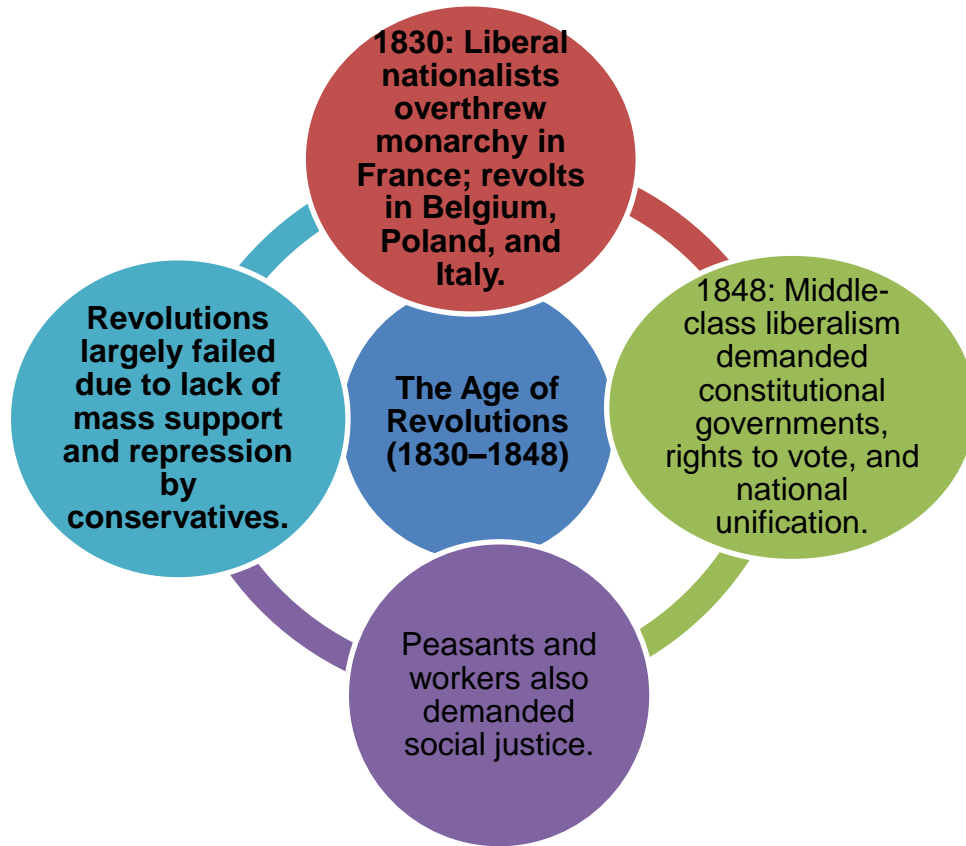 1830: Liberal
nationalists
overthrew
monarchy in
France; revolts
in Belgium,
Poland, and
Italy.
1848: Middle-
class liberalism
demanded
constitutional
governments,
rights to vote, and
national
unification.
Peasants and
workers also
demanded
social justice.
Revolutions
largely failed
due to lack of
mass support
and repression
by
conservatives.
The Age of
Revolutions
(1830–1848)